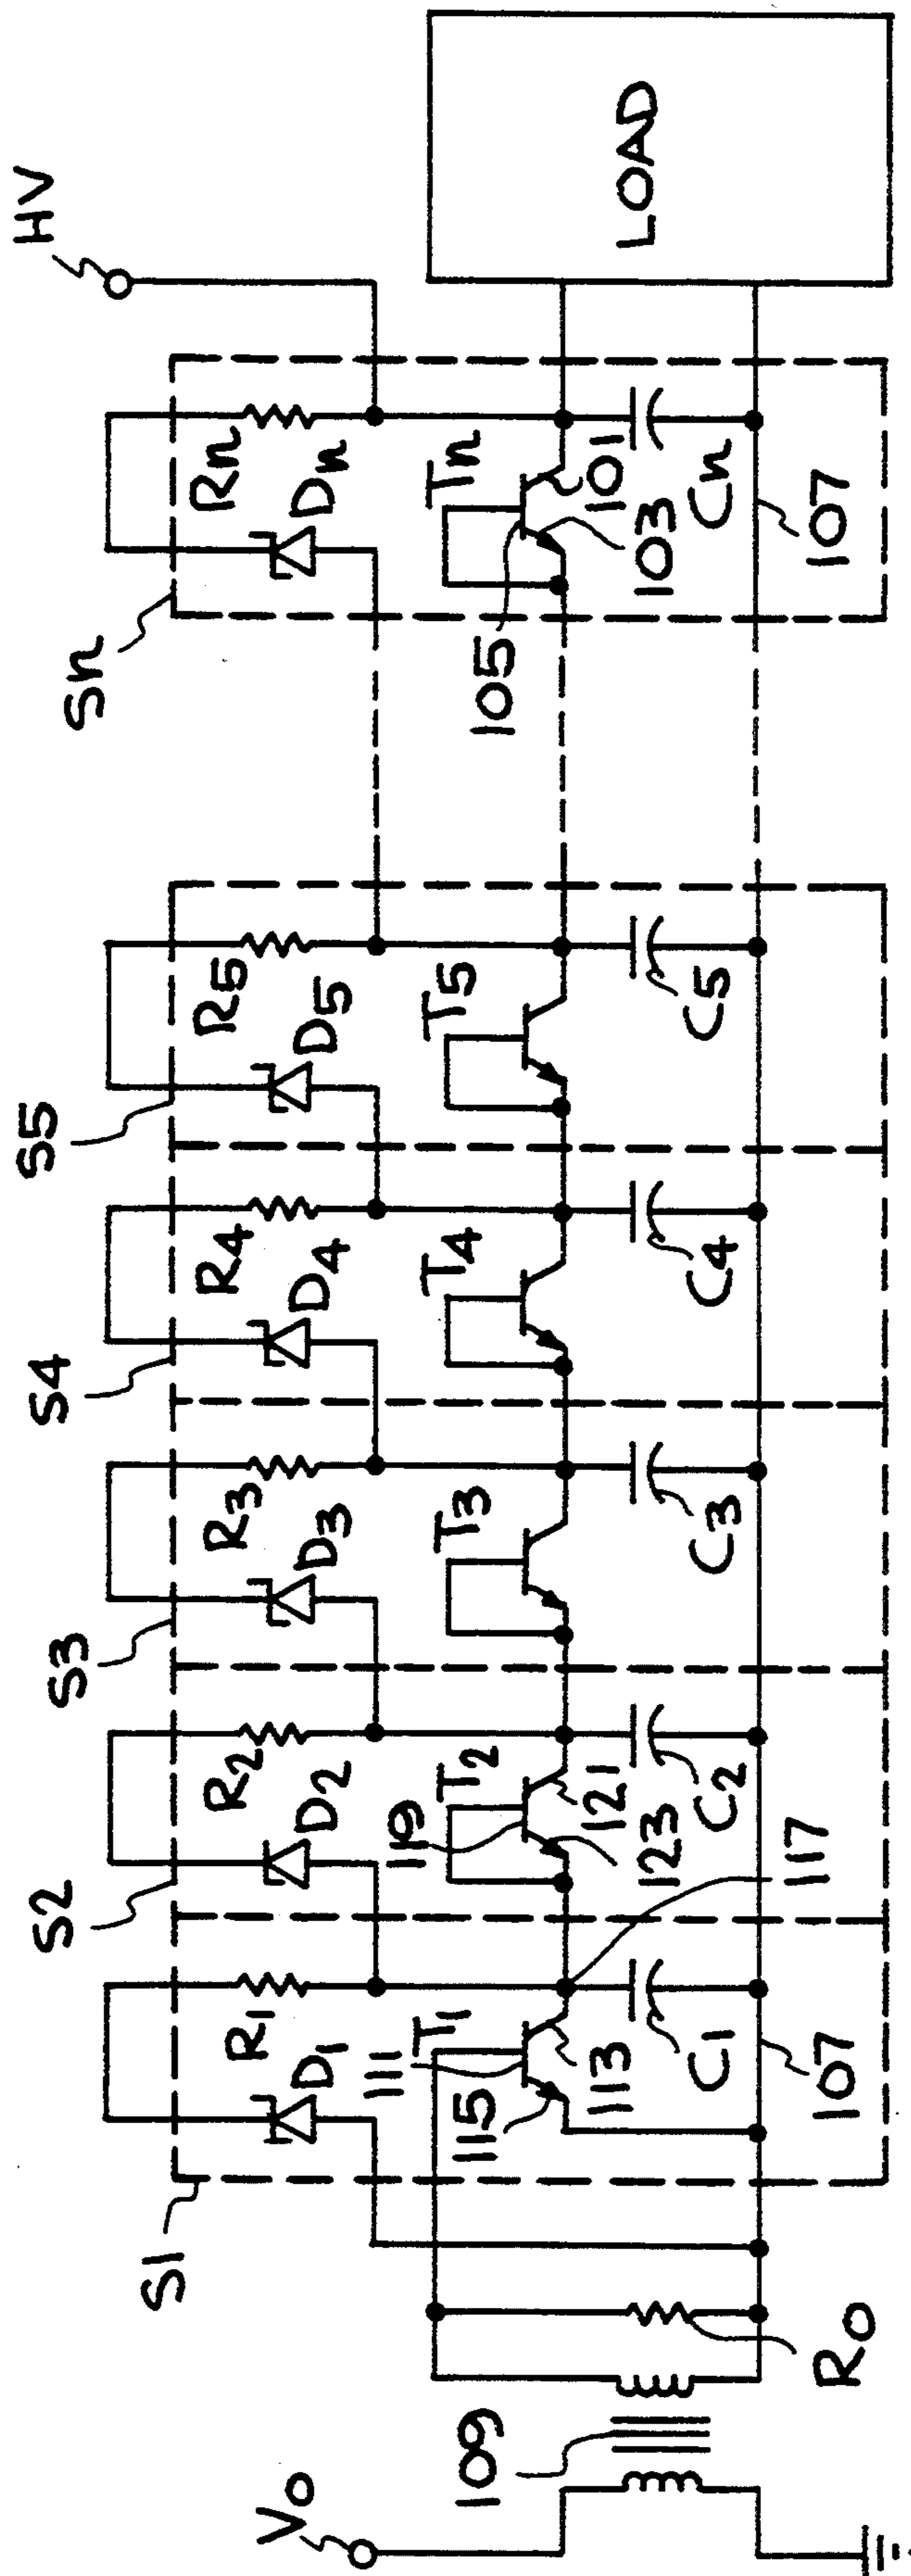 HV
LOAD
Sn
Rn
Dn
Tn
101
103
105
Cn
107
S5
R5
D5
T5
C5
S4
R4
D4
T4
C4
S3
R3
D3
T3
C3
S2
R2
D2
T2
119
121
123
C2
117
S1
R1
D1
T1
111
113
115
C1
107
R0
109
V0